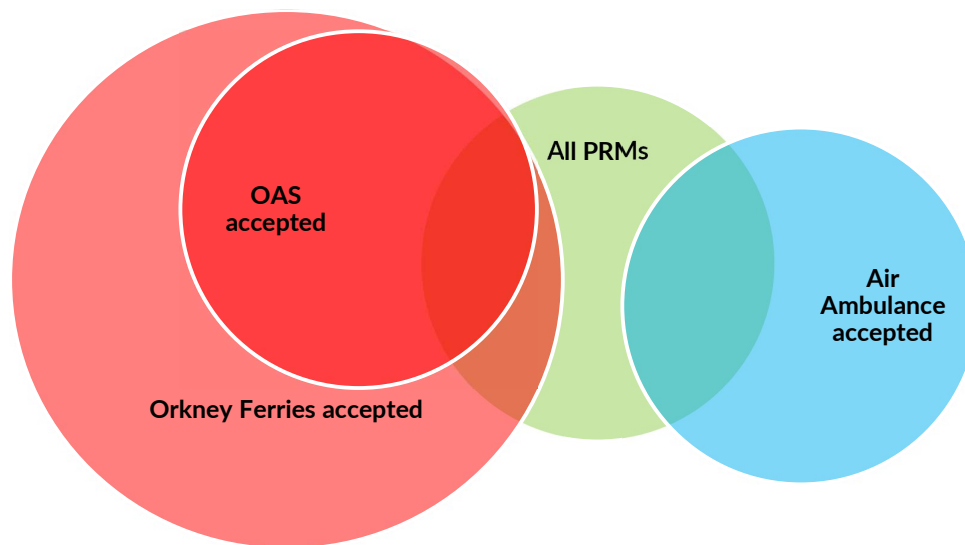 All PRMs
OAS
accepted
Air
Ambulance
accepted
Orkney Ferries accepted